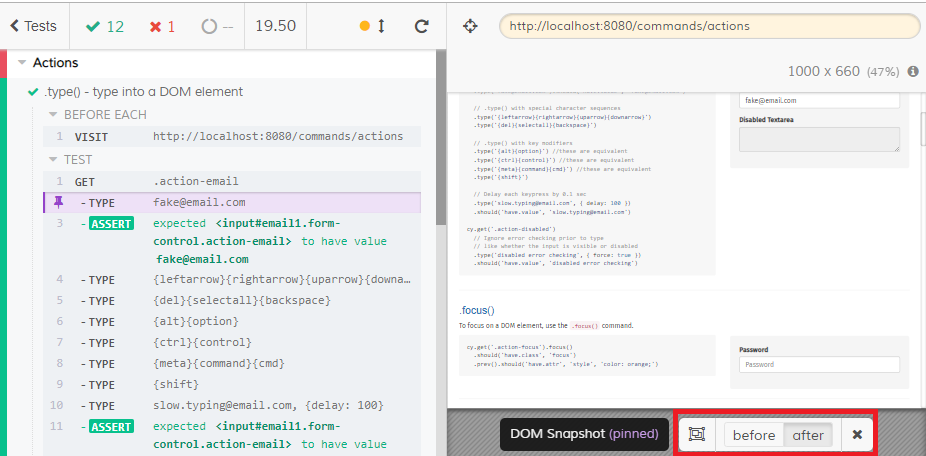 Tests 12 1 -- 19.50
Actions
.type() - type into a DOM element
BEFORE EACH
1 VISIT http://localhost:8080/commands/actions
TEST
1 GET .action-email
- TYPE fake@email.com
3 - ASSERT expected <input#email1.form-
control.action-email> to have value
fake@email.com
4 - TYPE {leftarrow}{rightarrow}{uparrow}{downa…
5 - TYPE {del}{selectall}{backspace}
6 - TYPE {alt}{option}
7 - TYPE {ctrl}{control}
8 - TYPE {meta}{command}{cmd}
9 - TYPE {shift}
10 - TYPE slow.typing@email.com, {delay: 100}
11 - ASSERT expected <input#email1.form-
control.action-email> to have value
http://localhost:8080/commands/actions
1000 x 660 (47%)
// .type() with special character sequences
.type('{leftarrow}{rightarrow}{uparrow}{downarrow}')
.type('{del}{selectall}{backspace}')
// .type() with key modifiers
.type('{alt}{option}') //these are equivalent
.type('{ctrl}{control}') //these are equivalent
.type('{meta}{command}{cmd}') //these are equivalent
.type('{shift}')
// Delay each keypress by 0.1 sec
.type('slow.typing@email.com', { delay: 100 })
.should('have.value', 'slow.typing@email.com')
cy.get('.action-disabled')
// Ignore error checking prior to type
// like whether the input is visible or disabled
.type('disabled error checking', { force: true })
.should('have.value', 'disabled error checking')
fake@email.com
Disabled Textarea
.focus()
To focus on a DOM element, use the .focus() command.
cy.get('.action-focus').focus()
.should('have.class', 'focus')
.prev().should('have.attr', 'style', 'color: orange;')
Password
Password
DOM Snapshot (pinned)
before after